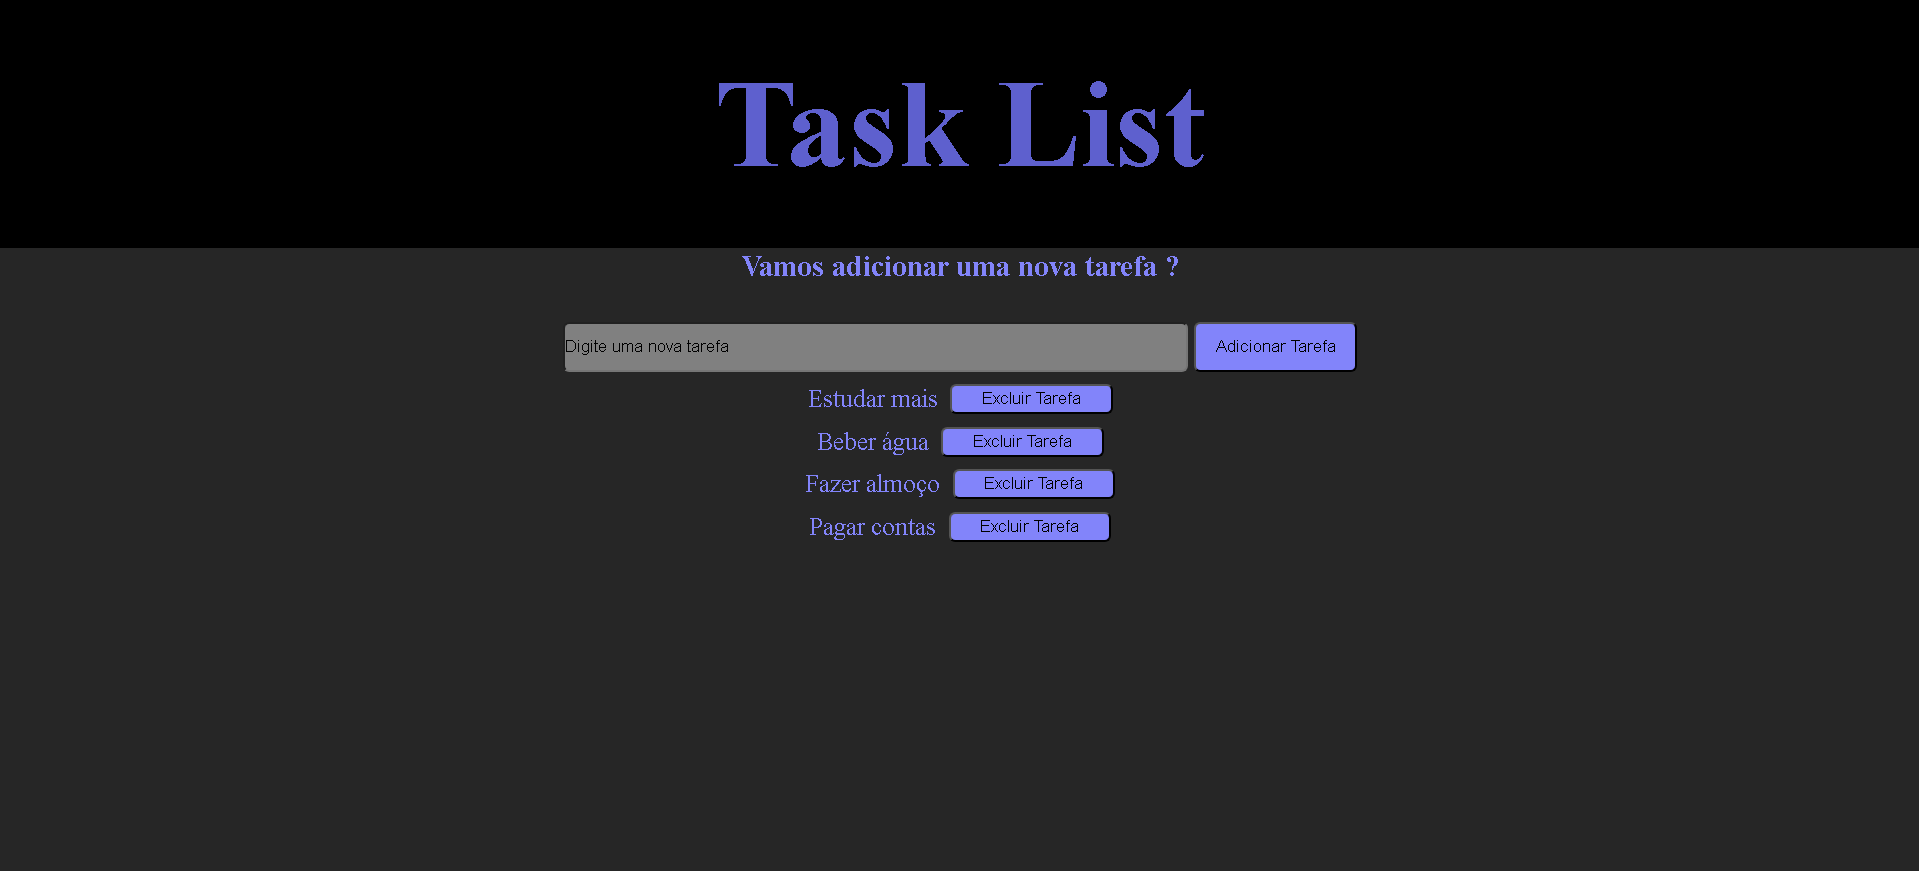 Task List
Vamos adicionar uma nova tarefa ?
Digite uma nova tarefa Adicionar Tarefa
Estudar mais Excluir Tarefa
Beber água Excluir Tarefa
Fazer almoço Excluir Tarefa
Pagar contas Excluir Tarefa